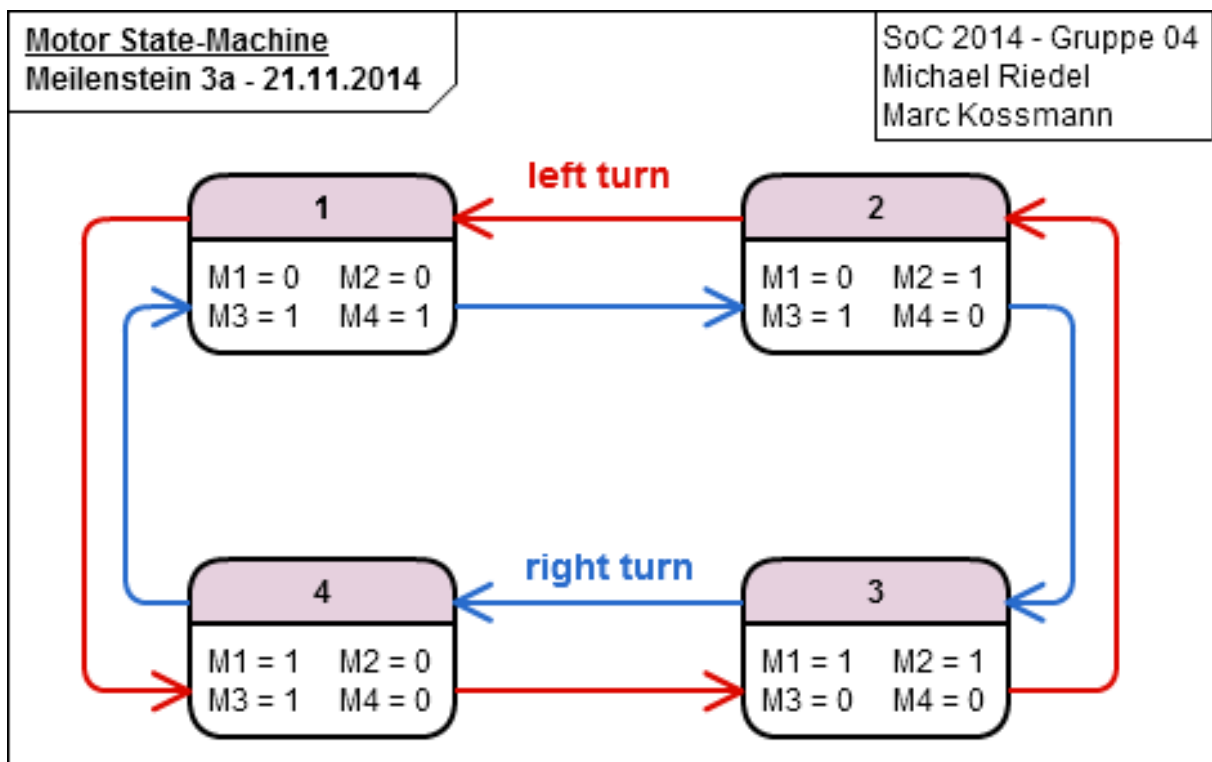 Motor State-Machine
Meilenstein 3a - 21.11.2014
SoC 2014 - Gruppe 04
Michael Riedel
Marc Kossmann
left turn
1
M1 = 0 M2 = 0
M3 = 1 M4 = 1
2
M1 = 0 M2 = 1
M3 = 1 M4 = 0
right turn
4
M1 = 1 M2 = 0
M3 = 1 M4 = 0
3
M1 = 1 M2 = 1
M3 = 0 M4 = 0